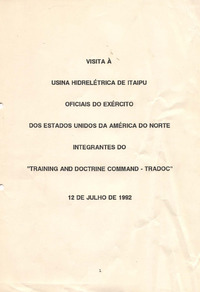 VISITA À
USINA HIDRELÉTRICA DE ITAIPU
OFICIAIS DO EXÉRCITO
DOS ESTADOS UNIDOS DA AMÉRICA DO NORTE
INTEGRANTES DO
"TRAINING AND DOCTRINE COMMAND - TRADOC"
12 DE JULHO DE 1992